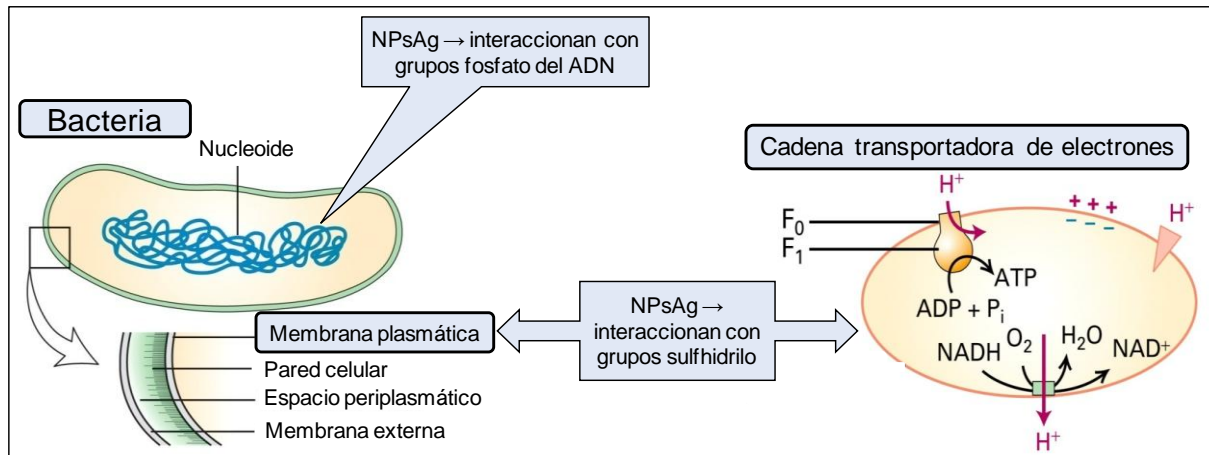 NPsAg → interaccionan con
grupos fosfato del ADN
Bacteria
Nucleoide
Membrana plasmática
Pared celular
Espacio periplasmático
Membrana externa
NPsAg →
interaccionan con
grupos sulfhidrilo
Cadena transportadora de electrones
H⁺
+ + +
− − −
H⁺
F₀
F₁
ATP
ADP + Pᵢ
NADH
O₂
H₂O
NAD⁺
H⁺